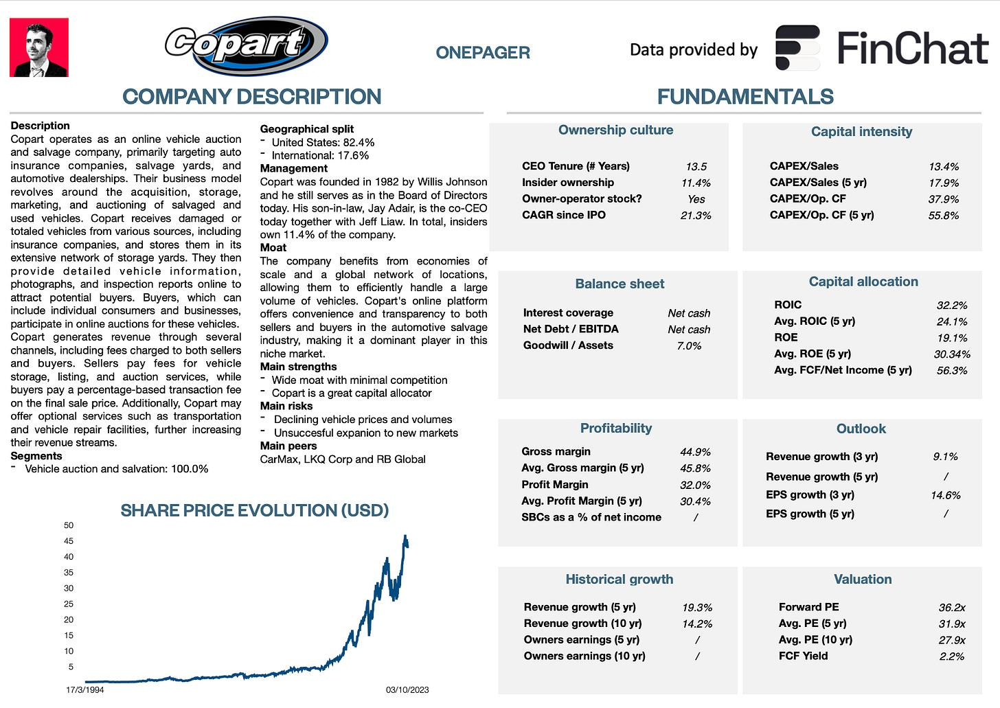 Copart
ONEPAGER
Data provided by
FinChat
COMPANY DESCRIPTION
Description
Copart operates as an online vehicle auction
and salvage company, primarily targeting auto
insurance companies, salvage yards, and
automotive dealerships. Their business model
revolves around the acquisition, storage,
marketing, and auctioning of salvaged and
used vehicles. Copart receives damaged or
totaled vehicles from various sources, including
insurance companies, and stores them in its
extensive network of storage yards. They then
provide detailed vehicle information,
photographs, and inspection reports online to
attract potential buyers. Buyers, which can
include individual consumers and businesses,
participate in online auctions for these vehicles.
Copart generates revenue through several
channels, including fees charged to both sellers
and buyers. Sellers pay fees for vehicle
storage, listing, and auction services, while
buyers pay a percentage-based transaction fee
on the final sale price. Additionally, Copart may
offer optional services such as transportation
and vehicle repair facilities, further increasing
their revenue streams.
Segments
- Vehicle auction and salvation: 100.0%
Geographical split
- United States: 82.4%
- International: 17.6%
Management
Copart was founded in 1982 by Willis Johnson
and he still serves as in the Board of Directors
today. His son-in-law, Jay Adair, is the co-CEO
today together with Jeff Liaw. In total, insiders
own 11.4% of the company.
Moat
The company benefits from economies of
scale and a global network of locations,
allowing them to efficiently handle a large
volume of vehicles. Copart's online platform
offers convenience and transparency to both
sellers and buyers in the automotive salvage
industry, making it a dominant player in this
niche market.
Main strengths
- Wide moat with minimal competition
- Copart is a great capital allocator
Main risks
- Declining vehicle prices and volumes
- Unsuccesful expanion to new markets
Main peers
CarMax, LKQ Corp and RB Global
SHARE PRICE EVOLUTION (USD)
50
45
40
35
30
25
20
15
10
5
17/3/1994 03/10/2023
FUNDAMENTALS
Ownership culture
CEO Tenure (# Years) 13.5
Insider ownership 11.4%
Owner-operator stock? Yes
CAGR since IPO 21.3%
Capital intensity
CAPEX/Sales 13.4%
CAPEX/Sales (5 yr) 17.9%
CAPEX/Op. CF 37.9%
CAPEX/Op. CF (5 yr) 55.8%
Balance sheet
Interest coverage Net cash
Net Debt / EBITDA Net cash
Goodwill / Assets 7.0%
Capital allocation
ROIC 32.2%
Avg. ROIC (5 yr) 24.1%
ROE 19.1%
Avg. ROE (5 yr) 30.34%
Avg. FCF/Net Income (5 yr) 56.3%
Profitability
Gross margin 44.9%
Avg. Gross margin (5 yr) 45.8%
Profit Margin 32.0%
Avg. Profit Margin (5 yr) 30.4%
SBCs as a % of net income /
Outlook
Revenue growth (3 yr) 9.1%
Revenue growth (5 yr) /
EPS growth (3 yr) 14.6%
EPS growth (5 yr) /
Historical growth
Revenue growth (5 yr) 19.3%
Revenue growth (10 yr) 14.2%
Owners earnings (5 yr) /
Owners earnings (10 yr) /
Valuation
Forward PE 36.2x
Avg. PE (5 yr) 31.9x
Avg. PE (10 yr) 27.9x
FCF Yield 2.2%